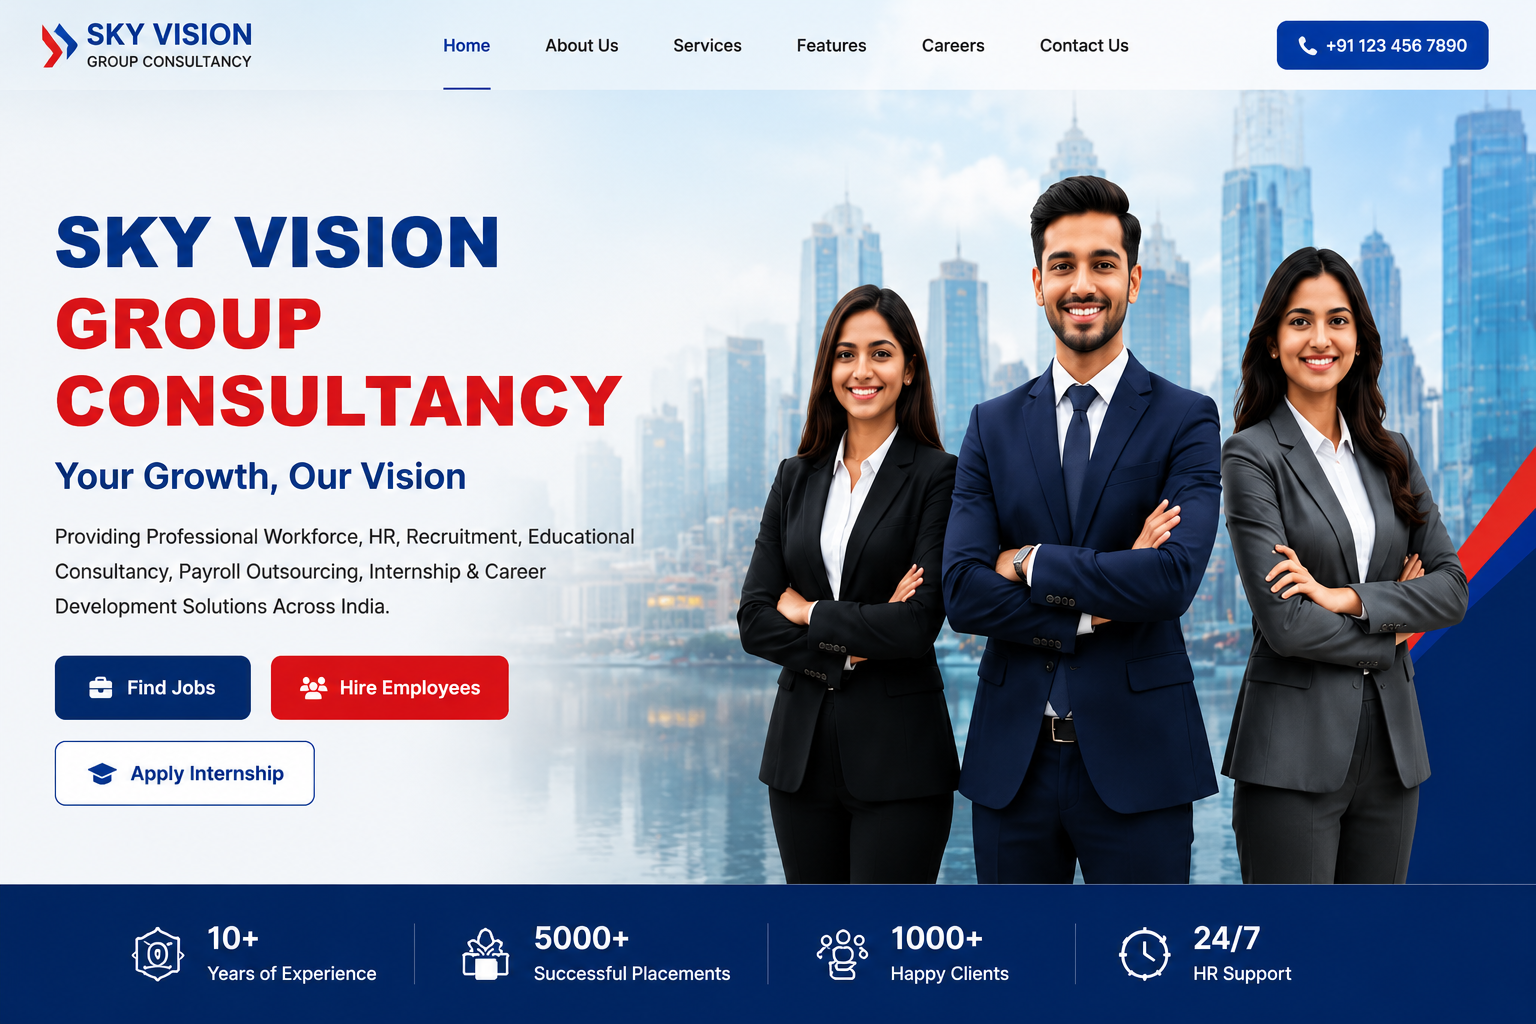 SKY VISION
GROUP CONSULTANCY
Home
About Us
Services
Features
Careers
Contact Us
+91 123 456 7890
SKY VISION
GROUP
CONSULTANCY
Your Growth, Our Vision
Providing Professional Workforce, HR, Recruitment, Educational
Consultancy, Payroll Outsourcing, Internship & Career
Development Solutions Across India.
Find Jobs
Hire Employees
Apply Internship
10+
Years of Experience
5000+
Successful Placements
1000+
Happy Clients
24/7
HR Support